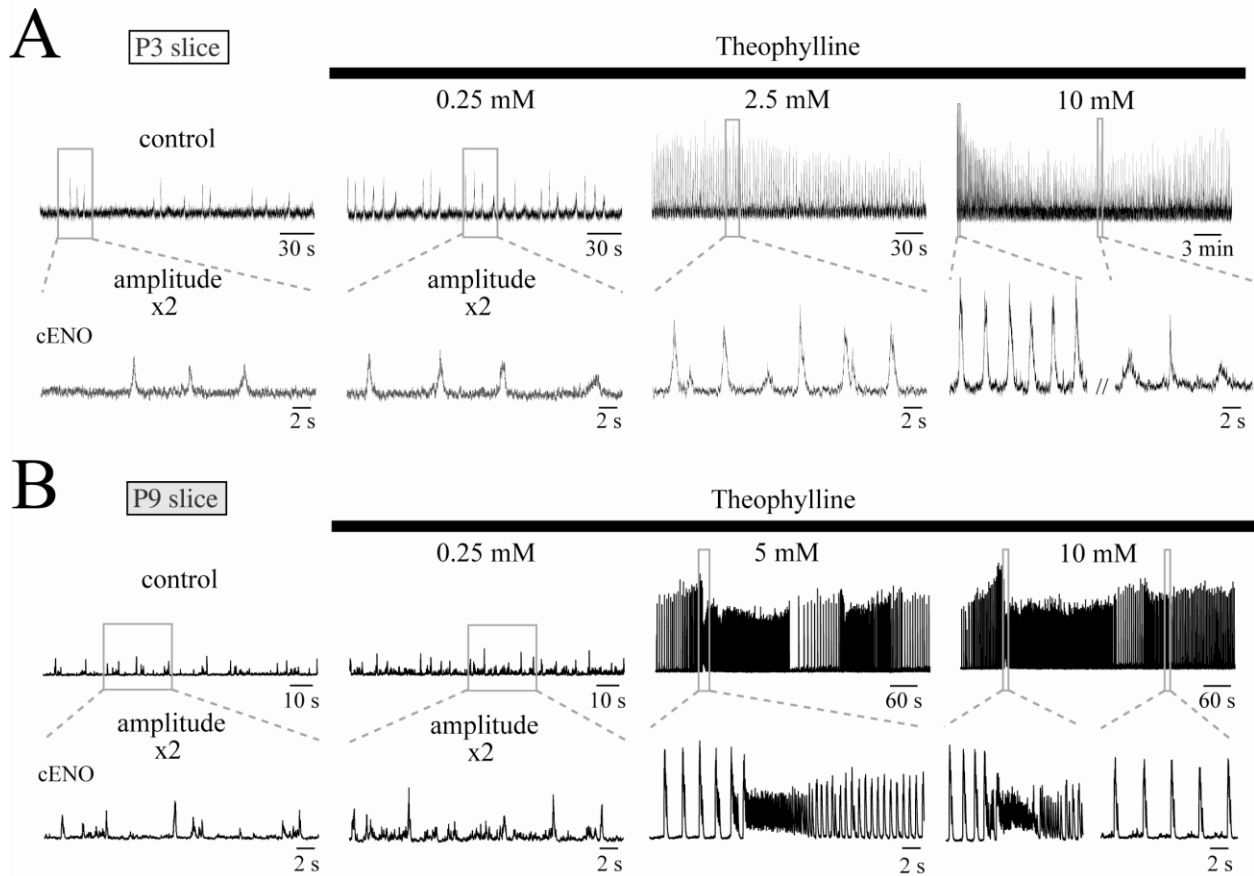 A
P3 slice
Theophylline
0.25 mM
2.5 mM
10 mM
control
30 s
30 s
30 s
3 min
amplitude
x2
amplitude
x2
cENO
//
2 s
2 s
2 s
2 s
B
P9 slice
Theophylline
0.25 mM
5 mM
10 mM
control
10 s
10 s
60 s
60 s
amplitude
x2
amplitude
x2
cENO
2 s
2 s
2 s
2 s